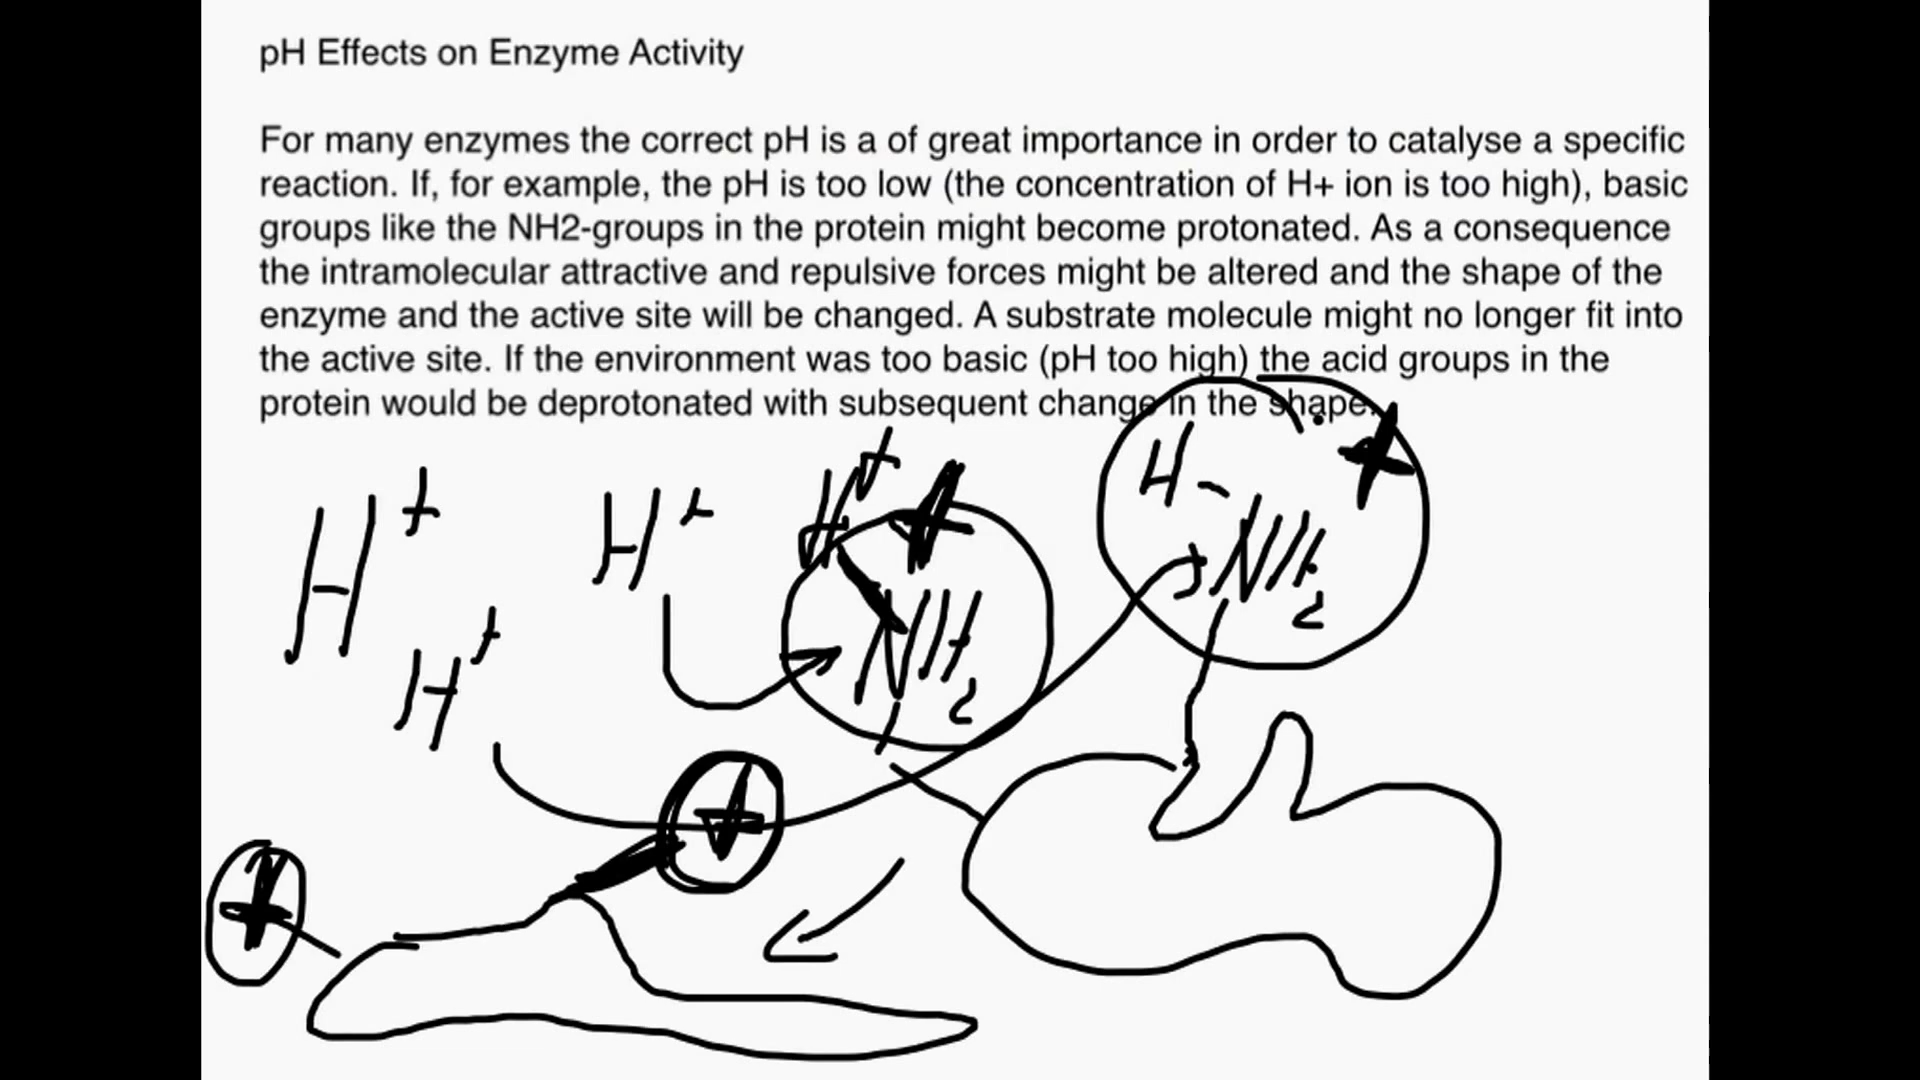 pH Effects on Enzyme Activity
For many enzymes the correct pH is a of great importance in order to catalyse a specific
reaction. If, for example, the pH is too low (the concentration of H+ ion is too high), basic
groups like the NH2-groups in the protein might become protonated. As a consequence
the intramolecular attractive and repulsive forces might be altered and the shape of the
enzyme and the active site will be changed. A substrate molecule might no longer fit into
the active site. If the environment was too basic (pH too high) the acid groups in the
protein would be deprotonated with subsequent change in the shape.
H+
H+
H+
+
H-
+
NH2
H+
NH2
+
+